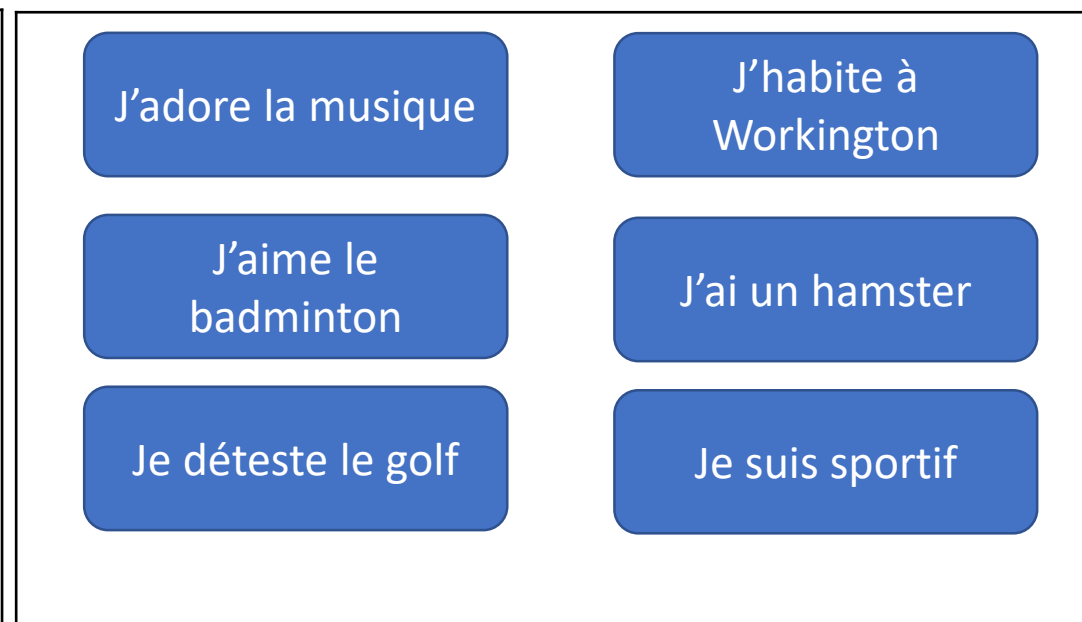 J’adore la musique
J’habite à
Workington
J’aime le
badminton
J’ai un hamster
Je déteste le golf
Je suis sportif